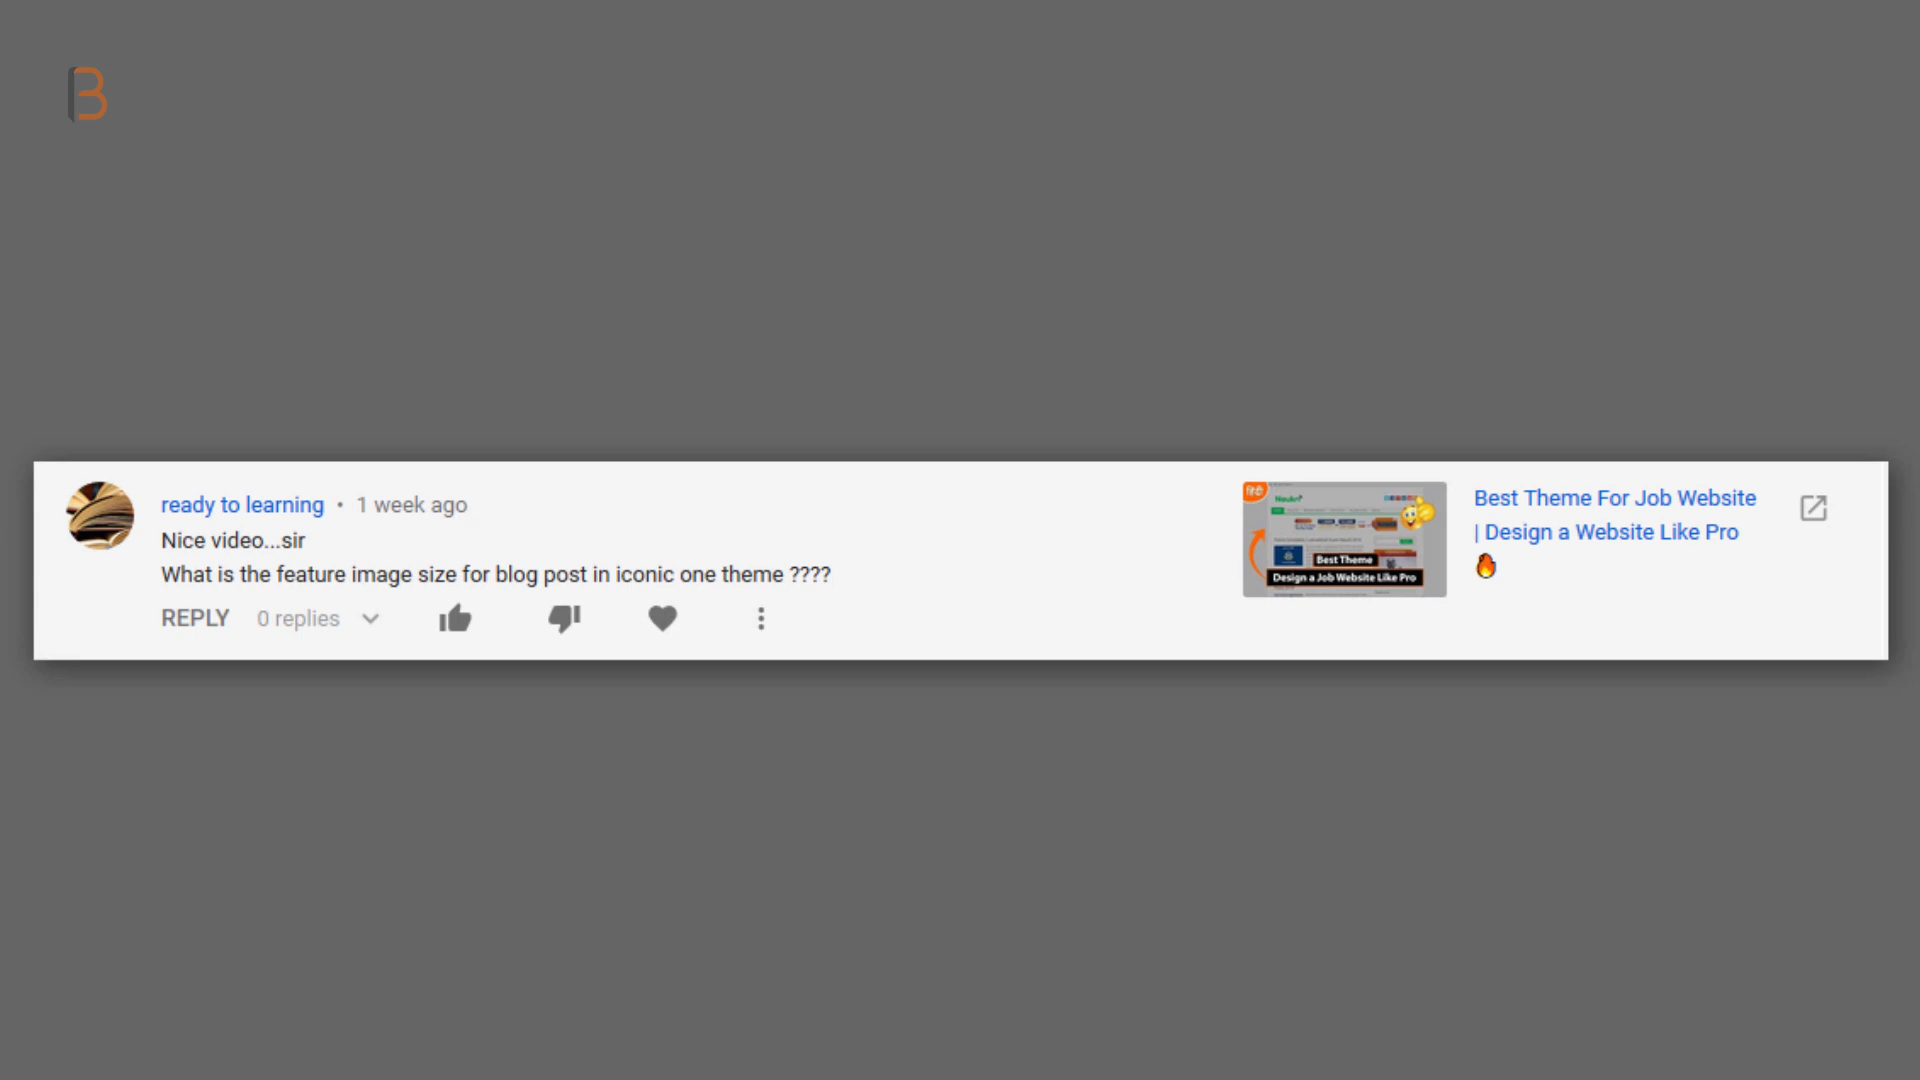 ready to learning • 1 week ago
Nice video...sir
What is the feature image size for blog post in iconic one theme ????
REPLY 0 replies
हिंदी
Best Theme
Design a Job Website Like Pro
Best Theme For Job Website
| Design a Website Like Pro
🔥